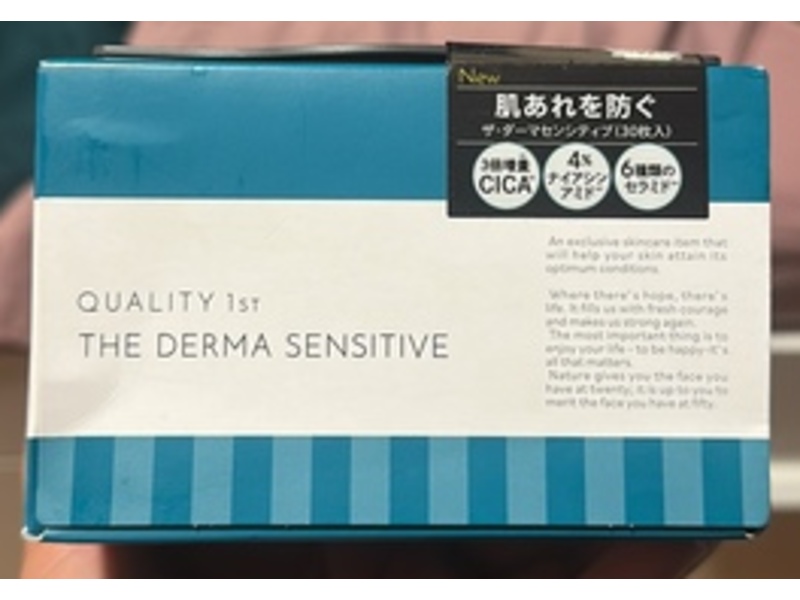 New
肌あれを防ぐ
ザ・ダーマセンシティブ(30枚入)
3倍増量
CICA*
4%
ナイアシン
アミド**
6種類の
セラミド**
QUALITY 1ST
THE DERMA SENSITIVE
An exclusive skincare item that
will help your skin attain its
optimum conditions.
Where there's hope, there's
life. It fills us with fresh courage
and makes us strong again.
The most important thing is to
enjoy your life - to be happy-it's
all that matters.
Nature gives you the face you
have at twenty; it is up to you to
merit the face you have at fifty.